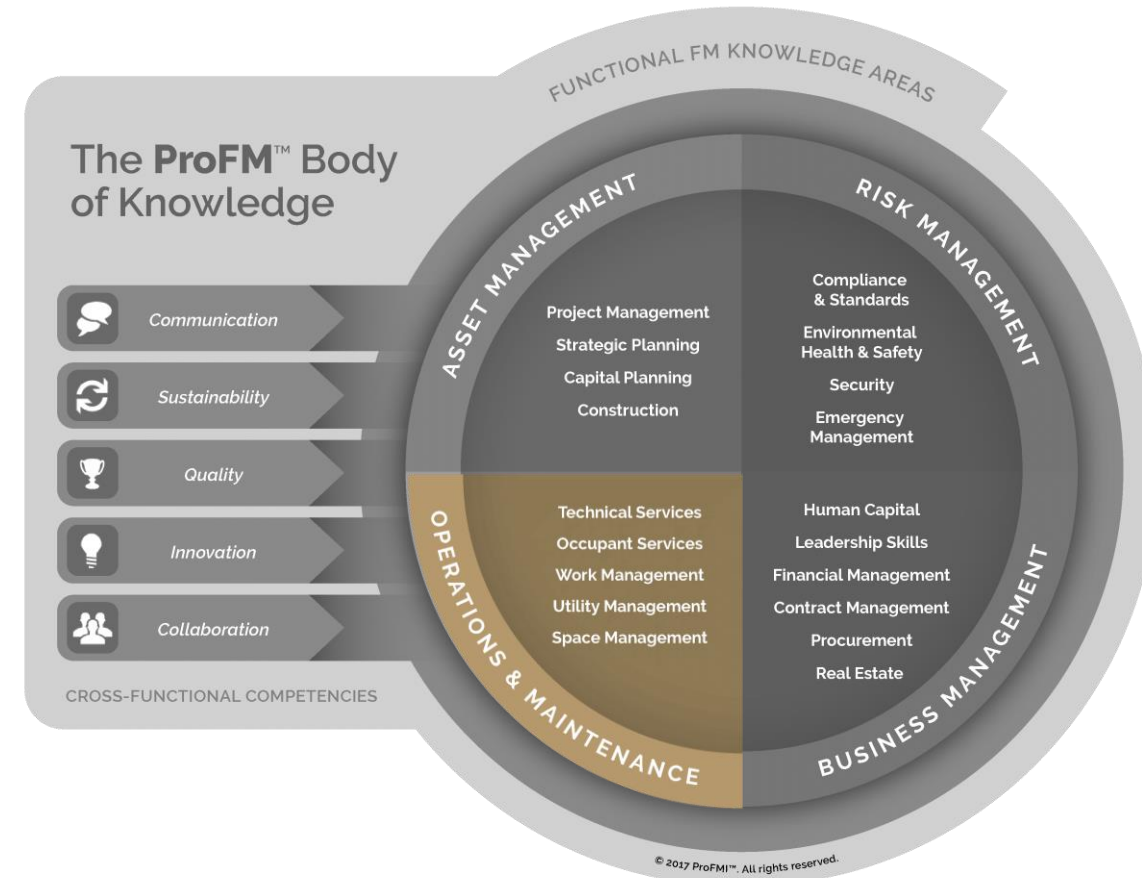 FUNCTIONAL FM KNOWLEDGE AREAS
The ProFM™ Body
of Knowledge
Communication
Sustainability
Quality
Innovation
Collaboration
CROSS-FUNCTIONAL COMPETENCIES
ASSET MANAGEMENT
Project Management
Strategic Planning
Capital Planning
Construction
RISK MANAGEMENT
Compliance
& Standards
Environmental
Health & Safety
Security
Emergency
Management
OPERATIONS & MAINTENANCE
Technical Services
Occupant Services
Work Management
Utility Management
Space Management
BUSINESS MANAGEMENT
Human Capital
Leadership Skills
Financial Management
Contract Management
Procurement
Real Estate
© 2017 ProFMI™. All rights reserved.